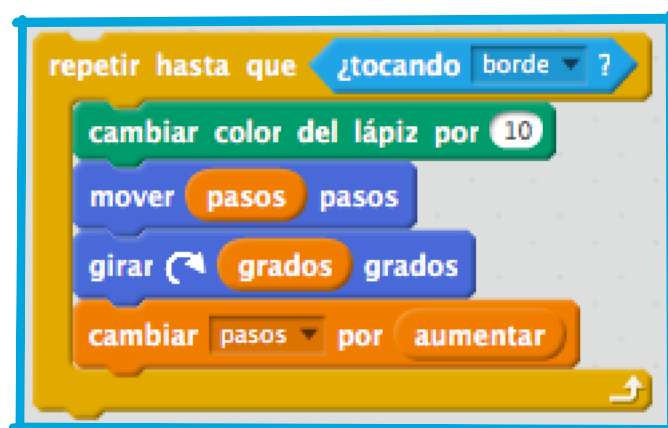 repetir hasta que ¿tocando borde ?
cambiar color del lápiz por 10
mover pasos pasos
girar grados grados
cambiar pasos por aumentar